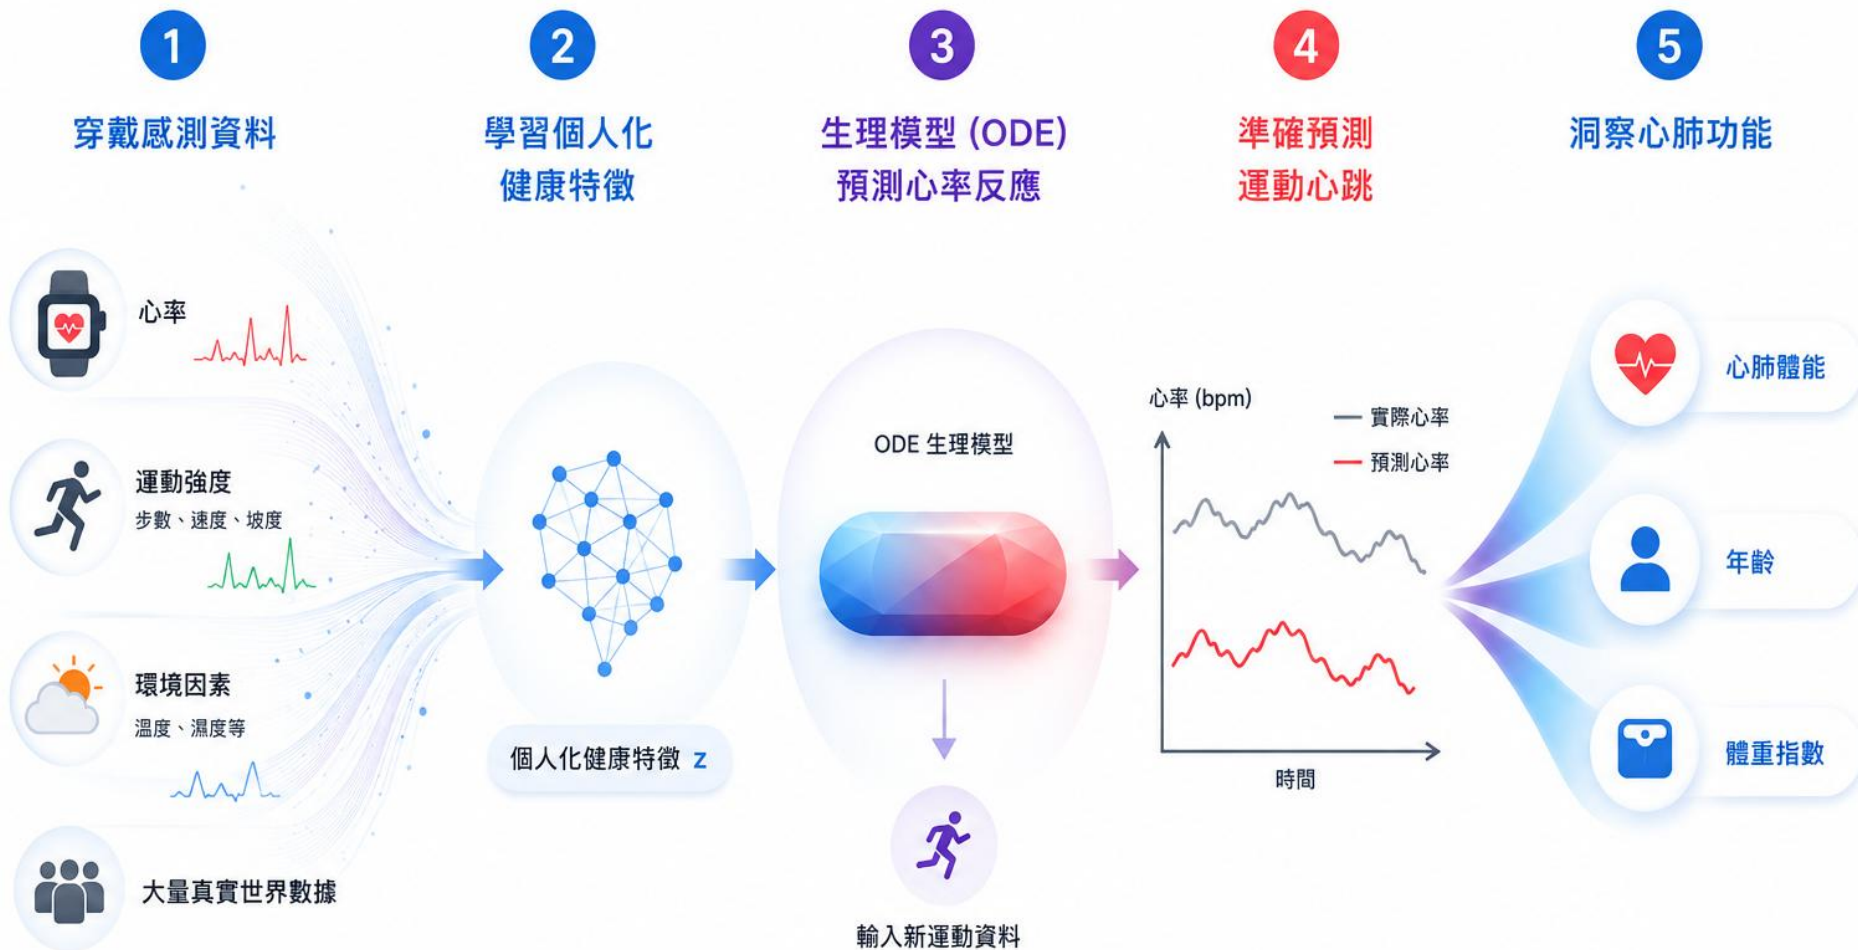 1
穿戴感測資料
心率
運動強度
步數、速度、坡度
環境因素
溫度、濕度等
大量真實世界數據
2
學習個人化
健康特徵
個人化健康特徵 z
3
生理模型 (ODE)
預測心率反應
ODE 生理模型
輸入新運動資料
4
準確預測
運動心跳
心率 (bpm)
實際心率
預測心率
時間
5
洞察心肺功能
心肺體能
年齡
體重指數